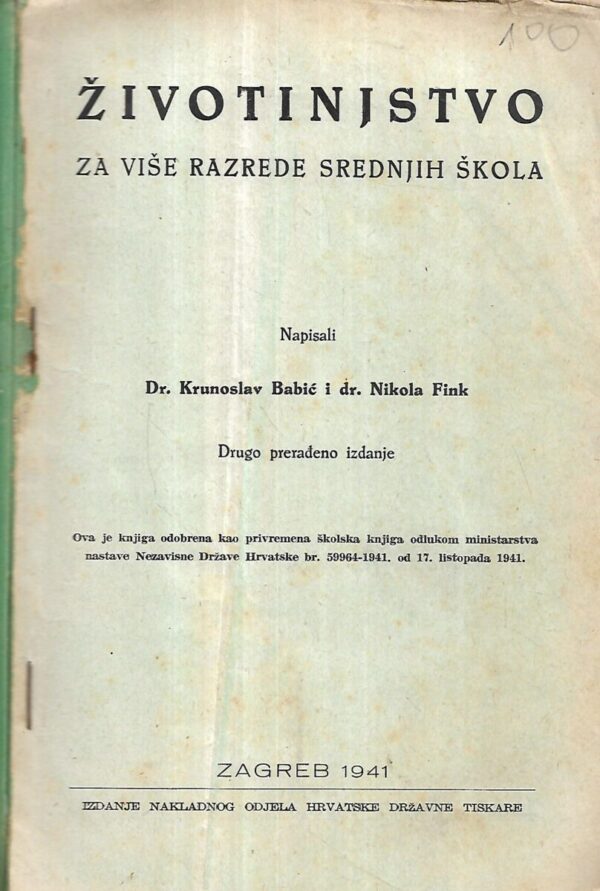 100
ŽIVOTINJSTVO
ZA VIŠE RAZREDE SREDNJIH ŠKOLA
Napisali
Dr. Krunoslav Babić i dr. Nikola Fink
Drugo prerađeno izdanje
Ova je knjiga odobrena kao privremena školska knjiga odlukom ministarstva
nastave Nezavisne Države Hrvatske br. 59964-1941. od 17. listopada 1941.
ZAGREB 1941
IZDANJE NAKLADNOG ODJELA HRVATSKE DRŽAVNE TISKARE